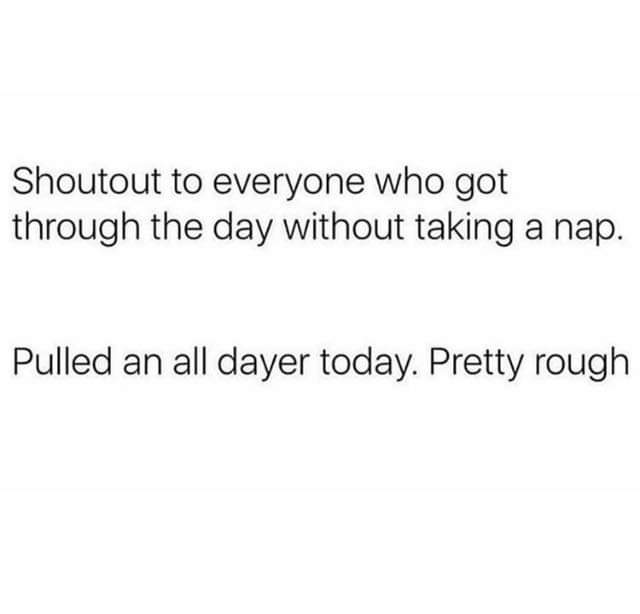 Shoutout to everyone who got
through the day without taking a nap.
Pulled an all dayer today. Pretty rough